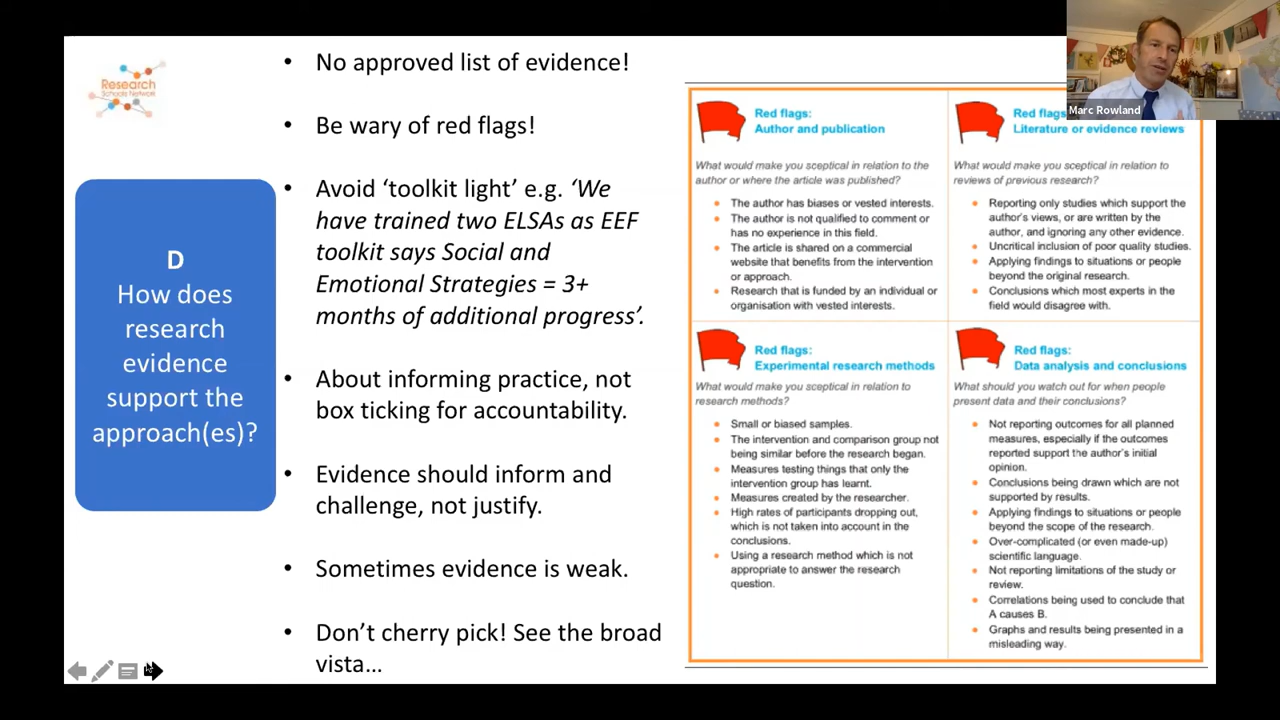 Research
Schools Network
D
How does
research
evidence
support the
approach(es)?
• No approved list of evidence!
• Be wary of red flags!
• Avoid ‘toolkit light’ e.g. ‘We
have trained two ELSAs as EEF
toolkit says Social and
Emotional Strategies = 3+
months of additional progress’.
• About informing practice, not
box ticking for accountability.
• Evidence should inform and
challenge, not justify.
• Sometimes evidence is weak.
• Don’t cherry pick! See the broad
vista…
Red flags:
Author and publication
What would make you sceptical in relation to the
author or where the article was published?
• The author has biases or vested interests.
• The author is not qualified to comment or
has no experience in this field.
• The article is shared on a commercial
website that benefits from the intervention
or approach.
• Research that is funded by an individual or
organisation with vested interests.
Red flags
Literature or evidence reviews
What would make you sceptical in relation to
reviews of previous research?
• Reporting only studies which support the
author's views, or are written by the
author, and ignoring any other evidence.
• Uncritical inclusion of poor quality studies.
• Applying findings to situations or people
beyond the original research.
• Conclusions which most experts in the
field would disagree with.
Red flags:
Experimental research methods
What would make you sceptical in relation to
research methods?
• Small or biased samples.
• The intervention and comparison group not
being similar before the research began.
• Measures testing things that only the
intervention group has learnt.
• Measures created by the researcher.
• High rates of participants dropping out,
which is not taken into account in the
conclusions.
• Using a research method which is not
appropriate to answer the research
question.
Red flags:
Data analysis and conclusions
What should you watch out for when people
present data and their conclusions?
• Not reporting outcomes for all planned
measures, especially if the outcomes
reported support the author's initial
opinion.
• Conclusions being drawn which are not
supported by results.
• Applying findings to situations or people
beyond the scope of the research.
• Over-complicated (or even made-up)
scientific language.
• Not reporting limitations of the study or
review.
• Correlations being used to conclude that
A causes B.
• Graphs and results being presented in a
misleading way.
Marc Rowland